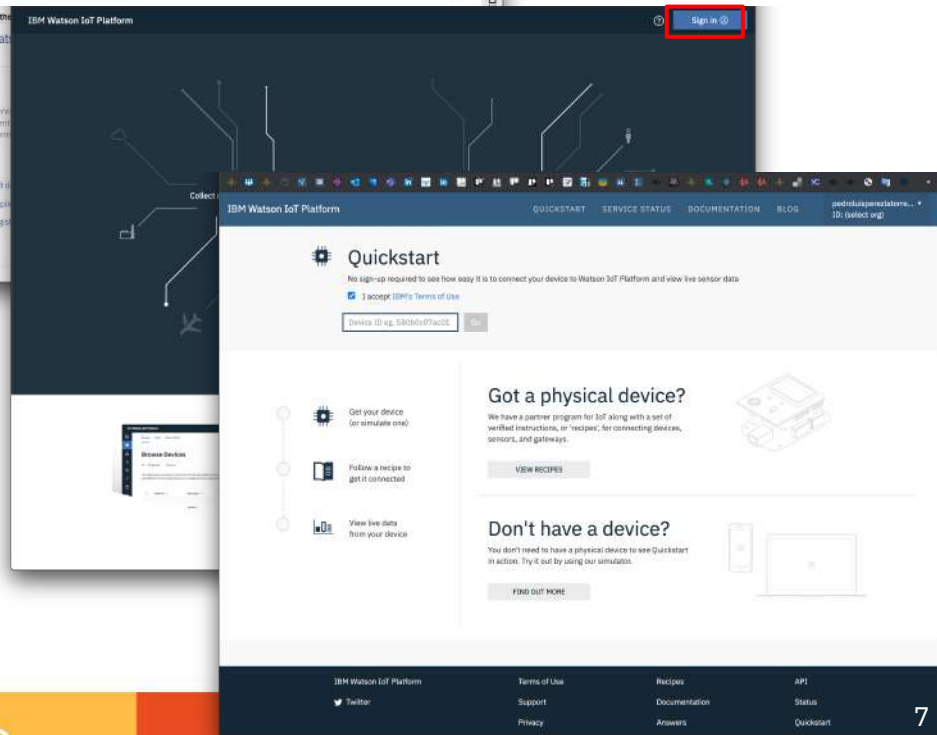 the
IBM Watson IoT Platform
Sign in
Collect
IBM Watson IoT Platform
QUICKSTART SERVICE STATUS DOCUMENTATION BLOG
pedroluisperezlatorre...
ID: (select org)
Quickstart
No sign-up required to see how easy it is to connect your device to Watson IoT Platform and view live sensor data
I accept IBM's Terms of Use
Device ID eg.
Go
Got a physical device?
We have a partner program for IoT along with a set of
verified instructions, or 'recipes', for connecting devices,
sensors, and gateways.
VIEW RECIPES
Get your device
(or simulate one)
Follow a recipe to
get it connected
View live data
from your device
Browse Devices
Don't have a device?
You don't need to have a physical device to see Quickstart
in action. Try it out by using our simulator.
FIND OUT MORE
IBM Watson IoT Platform
Twitter
Terms of Use
Support
Privacy
Recipes
Documentation
Answers
API
Status
Quickstart
7